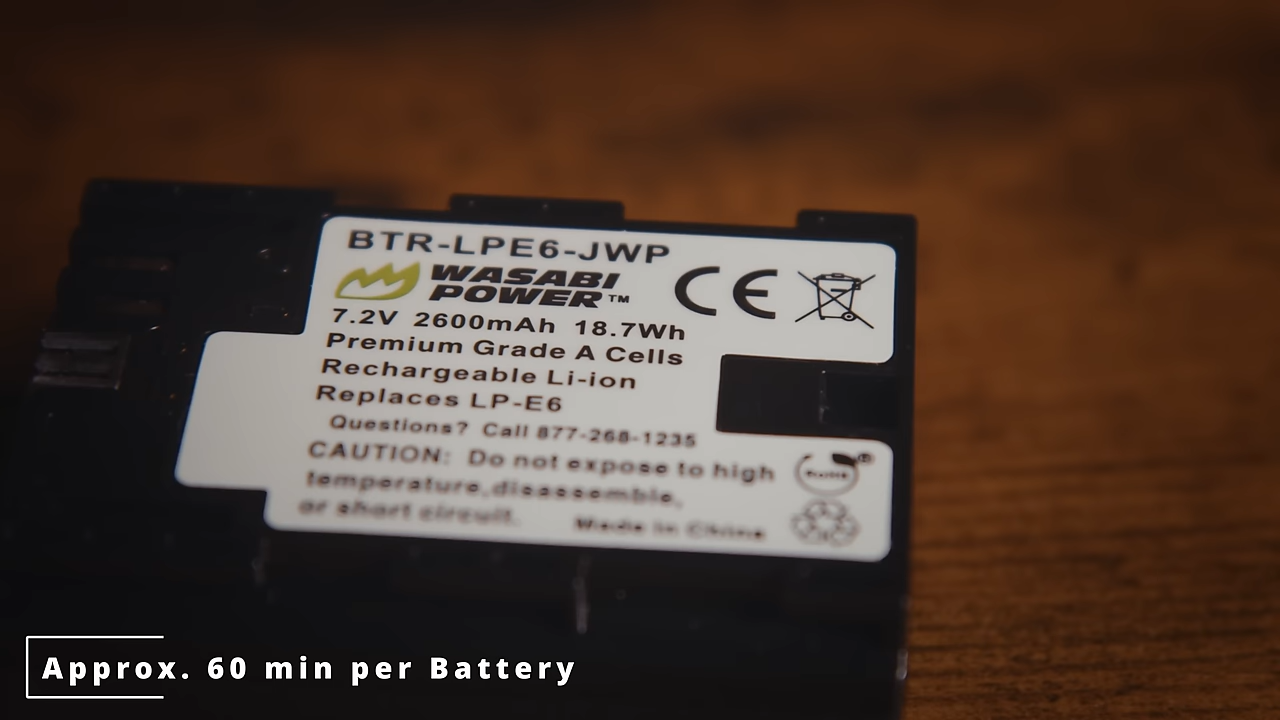 BTR-LPE6-JWP
WASABI
POWER™
CE
7.2V 2600mAh 18.7Wh
Premium Grade A Cells
Rechargeable Li-ion
Replaces LP-E6
Questions? Call 877-268-1235
CAUTION: Do not expose to high
temperature,disassemble,
or short circuit.
Made in China
RoHS
Approx. 60 min per Battery